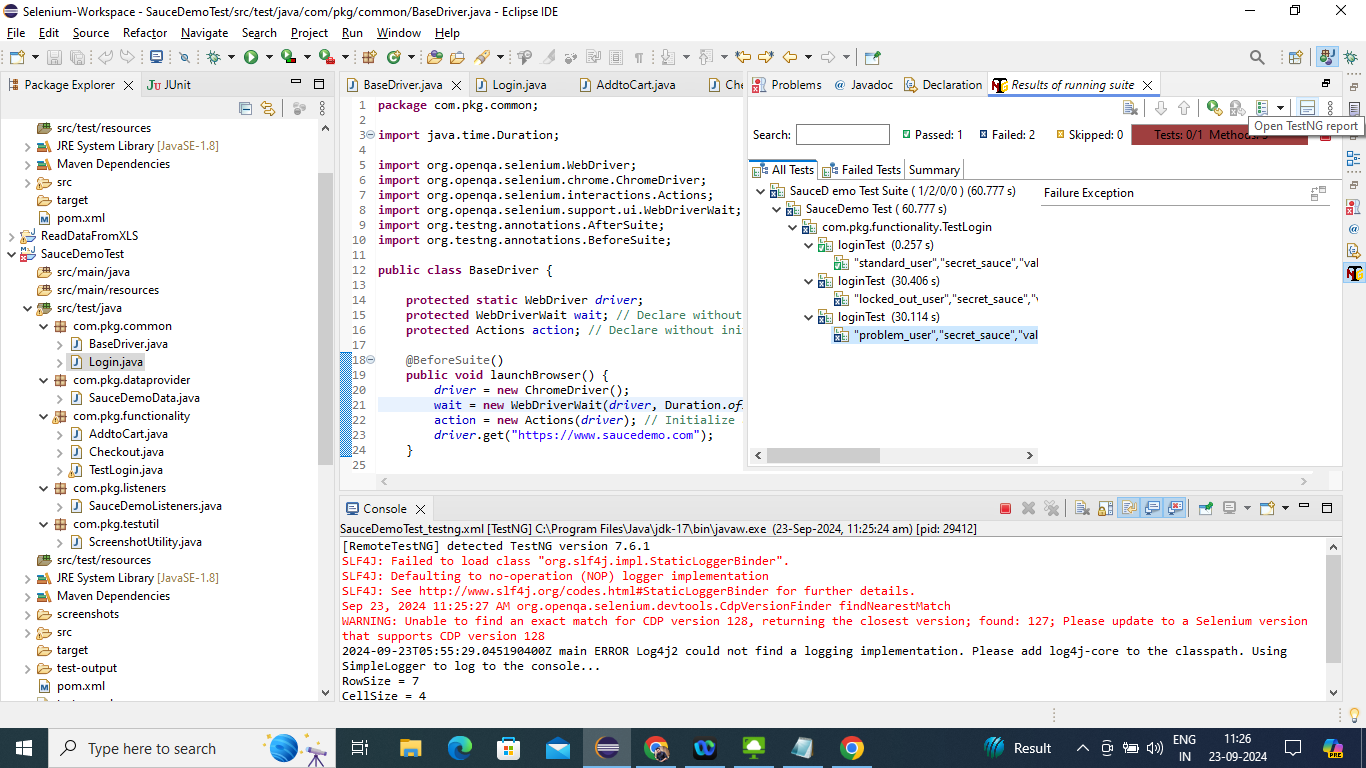 Selenium-Workspace - SauceDemoTest/src/test/java/com/pkg/common/BaseDriver.java - Eclipse IDE
File Edit Source Refactor Navigate Search Project Run Window Help
Package Explorer
JUnit
src/test/resources
JRE System Library [JavaSE-1.8]
Maven Dependencies
src
target
pom.xml
ReadDataFromXLS
SauceDemoTest
src/main/java
src/main/resources
src/test/java
com.pkg.common
BaseDriver.java
Login.java
com.pkg.dataprovider
SauceDemoData.java
com.pkg.functionality
AddtoCart.java
Checkout.java
TestLogin.java
com.pkg.listeners
SauceDemoListeners.java
com.pkg.testutil
ScreenshotUtility.java
src/test/resources
JRE System Library [JavaSE-1.8]
Maven Dependencies
screenshots
src
target
test-output
pom.xml
BaseDriver.java Login.java AddtoCart.java Che
1 package com.pkg.common;
2
3 import java.time.Duration;
4
5 import org.openqa.selenium.WebDriver;
6 import org.openqa.selenium.chrome.ChromeDriver;
7 import org.openqa.selenium.interactions.Actions;
8 import org.openqa.selenium.support.ui.WebDriverWait;
9 import org.testng.annotations.AfterSuite;
10 import org.testng.annotations.BeforeSuite;
11
12 public class BaseDriver {
13
14 protected static WebDriver driver;
15 protected WebDriverWait wait; // Declare without
16 protected Actions action; // Declare without ini
17
18 @BeforeSuite()
19 public void launchBrowser() {
20 driver = new ChromeDriver();
21 wait = new WebDriverWait(driver, Duration.of
22 action = new Actions(driver); // Initialize
23 driver.get("https://www.saucedemo.com");
24 }
25
Problems Javadoc Declaration Results of running suite
Open TestNG report
Search: Passed: 1 Failed: 2 Skipped: 0 Tests: 0/1 Methods:
All Tests Failed Tests Summary
SauceD emo Test Suite ( 1/2/0/0 ) (60.777 s)
SauceDemo Test ( 60.777 s)
com.pkg.functionality.TestLogin
loginTest (0.257 s)
"standard_user","secret_sauce","val
loginTest (30.406 s)
"locked_out_user","secret_sauce","v
loginTest (30.114 s)
"problem_user","secret_sauce","val
Failure Exception
Console
SauceDemoTest_testng.xml [TestNG] C:\Program Files\Java\jdk-17\bin\javaw.exe (23-Sep-2024, 11:25:24 am) [pid: 29412]
[RemoteTestNG] detected TestNG version 7.6.1
SLF4J: Failed to load class "org.slf4j.impl.StaticLoggerBinder".
SLF4J: Defaulting to no-operation (NOP) logger implementation
SLF4J: See http://www.slf4j.org/codes.html#StaticLoggerBinder for further details.
Sep 23, 2024 11:25:27 AM org.openqa.selenium.devtools.CdpVersionFinder findNearestMatch
WARNING: Unable to find an exact match for CDP version 128, returning the closest version; found: 127; Please update to a Selenium version
that supports CDP version 128
2024-09-23T05:55:29.045190400Z main ERROR Log4j2 could not find a logging implementation. Please add log4j-core to the classpath. Using
SimpleLogger to log to the console...
RowSize = 7
CellSize = 4
Type here to search
Result
ENG
IN
11:26
23-09-2024